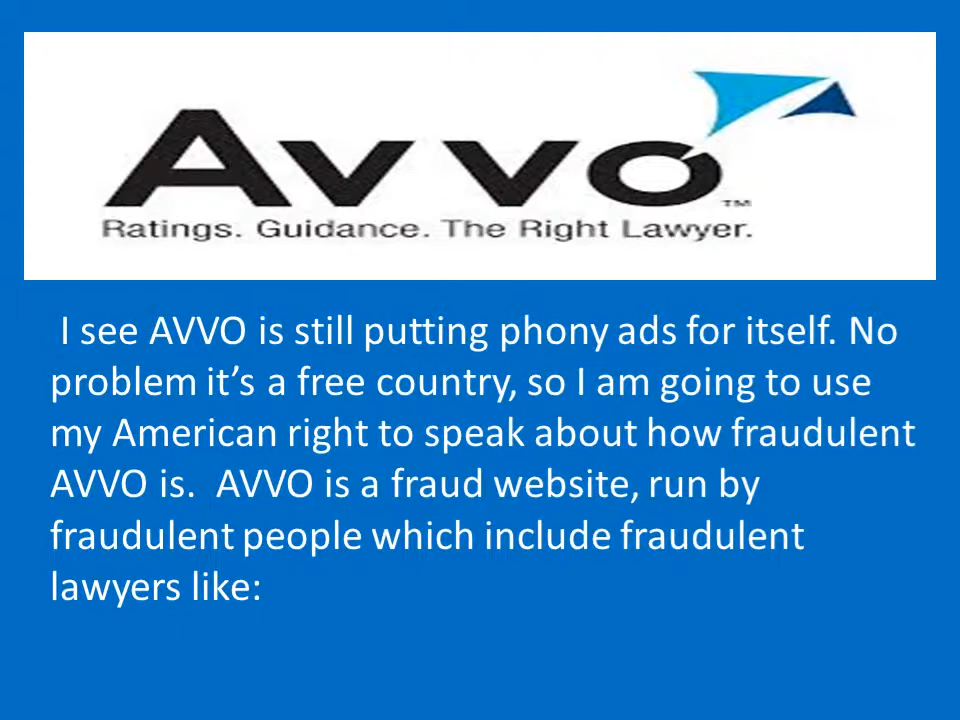 Avvo™
Ratings. Guidance. The Right Lawyer.
I see AVVO is still putting phony ads for itself. No
problem it’s a free country, so I am going to use
my American right to speak about how fraudulent
AVVO is.  AVVO is a fraud website, run by
fraudulent people which include fraudulent
lawyers like: